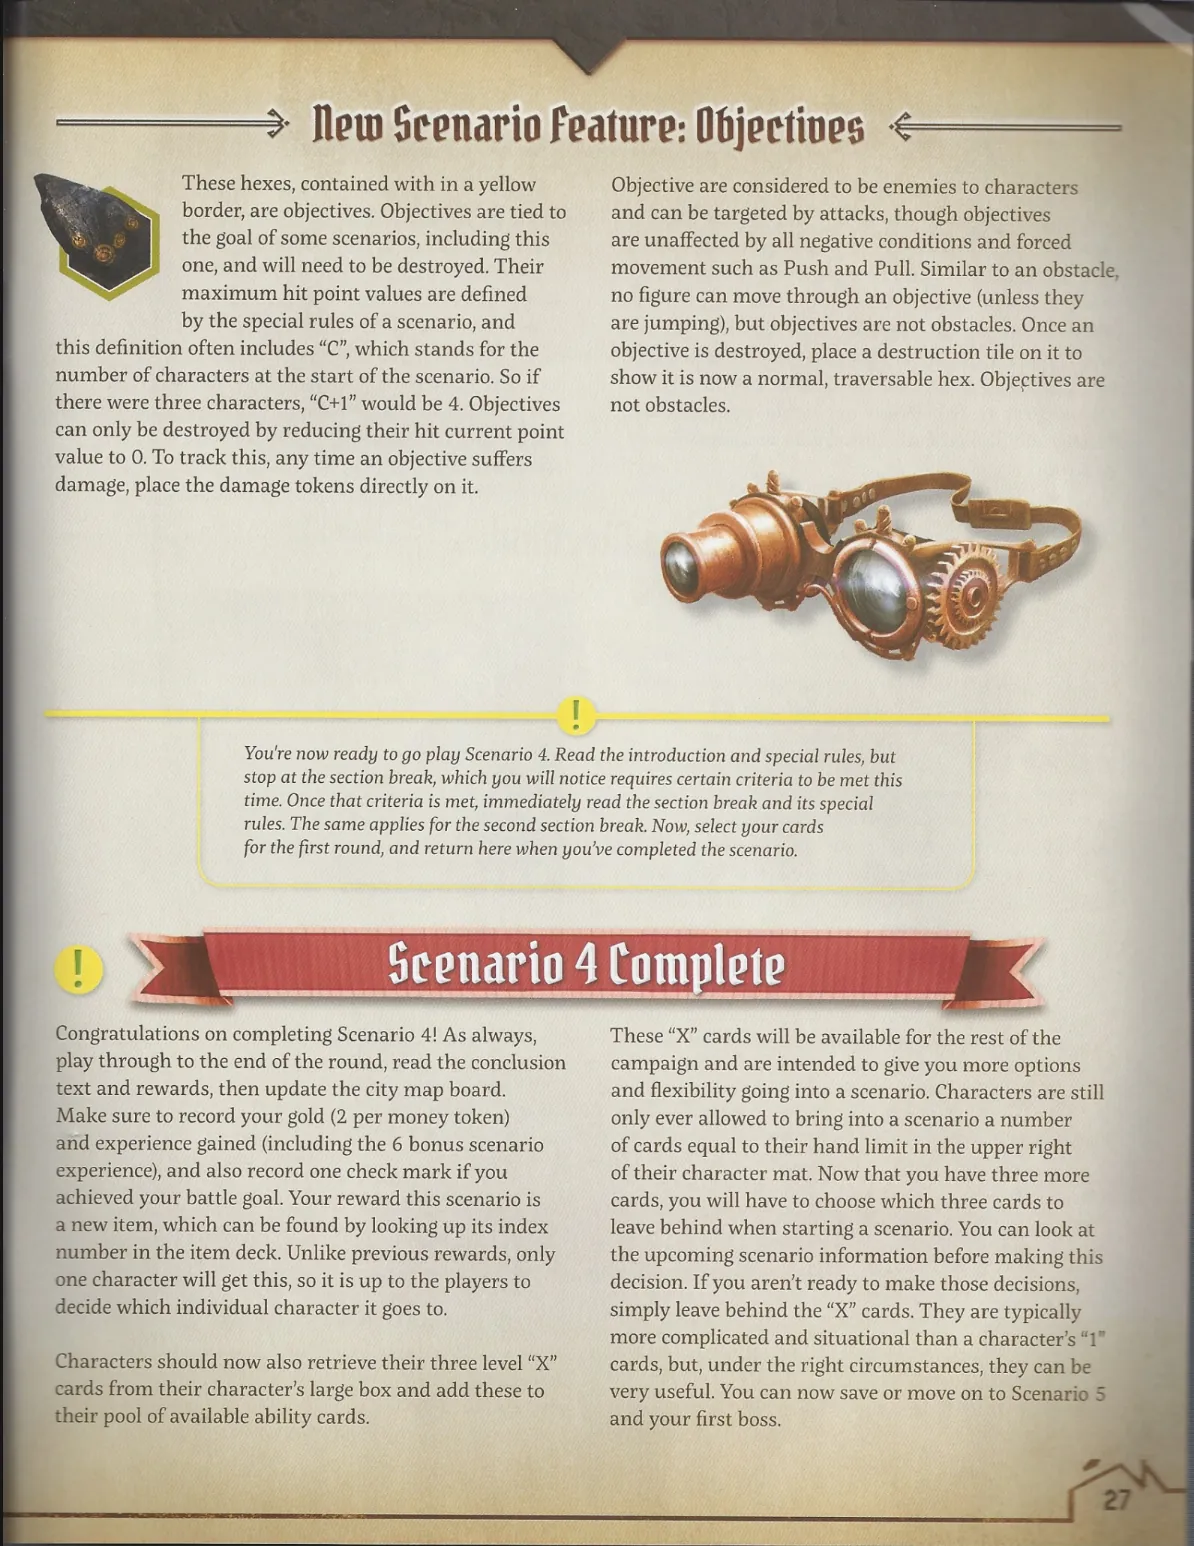 New Scenario Feature: Objectives
These hexes, contained with in a yellow
border, are objectives. Objectives are tied to
the goal of some scenarios, including this
one, and will need to be destroyed. Their
maximum hit point values are defined
by the special rules of a scenario, and
this definition often includes “C”, which stands for the
number of characters at the start of the scenario. So if
there were three characters, “C+1” would be 4. Objectives
can only be destroyed by reducing their hit current point
value to 0. To track this, any time an objective suffers
damage, place the damage tokens directly on it.
Objective are considered to be enemies to characters
and can be targeted by attacks, though objectives
are unaffected by all negative conditions and forced
movement such as Push and Pull. Similar to an obstacle,
no figure can move through an objective (unless they
are jumping), but objectives are not obstacles. Once an
objective is destroyed, place a destruction tile on it to
show it is now a normal, traversable hex. Objectives are
not obstacles.
!
You're now ready to go play Scenario 4. Read the introduction and special rules, but
stop at the section break, which you will notice requires certain criteria to be met this
time. Once that criteria is met, immediately read the section break and its special
rules. The same applies for the second section break. Now, select your cards
for the first round, and return here when you've completed the scenario.
!
Scenario 4 Complete
Congratulations on completing Scenario 4! As always,
play through to the end of the round, read the conclusion
text and rewards, then update the city map board.
Make sure to record your gold (2 per money token)
and experience gained (including the 6 bonus scenario
experience), and also record one check mark if you
achieved your battle goal. Your reward this scenario is
a new item, which can be found by looking up its index
number in the item deck. Unlike previous rewards, only
one character will get this, so it is up to the players to
decide which individual character it goes to.
Characters should now also retrieve their three level “X”
cards from their character's large box and add these to
their pool of available ability cards.
These “X” cards will be available for the rest of the
campaign and are intended to give you more options
and flexibility going into a scenario. Characters are still
only ever allowed to bring into a scenario a number
of cards equal to their hand limit in the upper right
of their character mat. Now that you have three more
cards, you will have to choose which three cards to
leave behind when starting a scenario. You can look at
the upcoming scenario information before making this
decision. If you aren't ready to make those decisions,
simply leave behind the “X” cards. They are typically
more complicated and situational than a character's “1”
cards, but, under the right circumstances, they can be
very useful. You can now save or move on to Scenario 5
and your first boss.
27